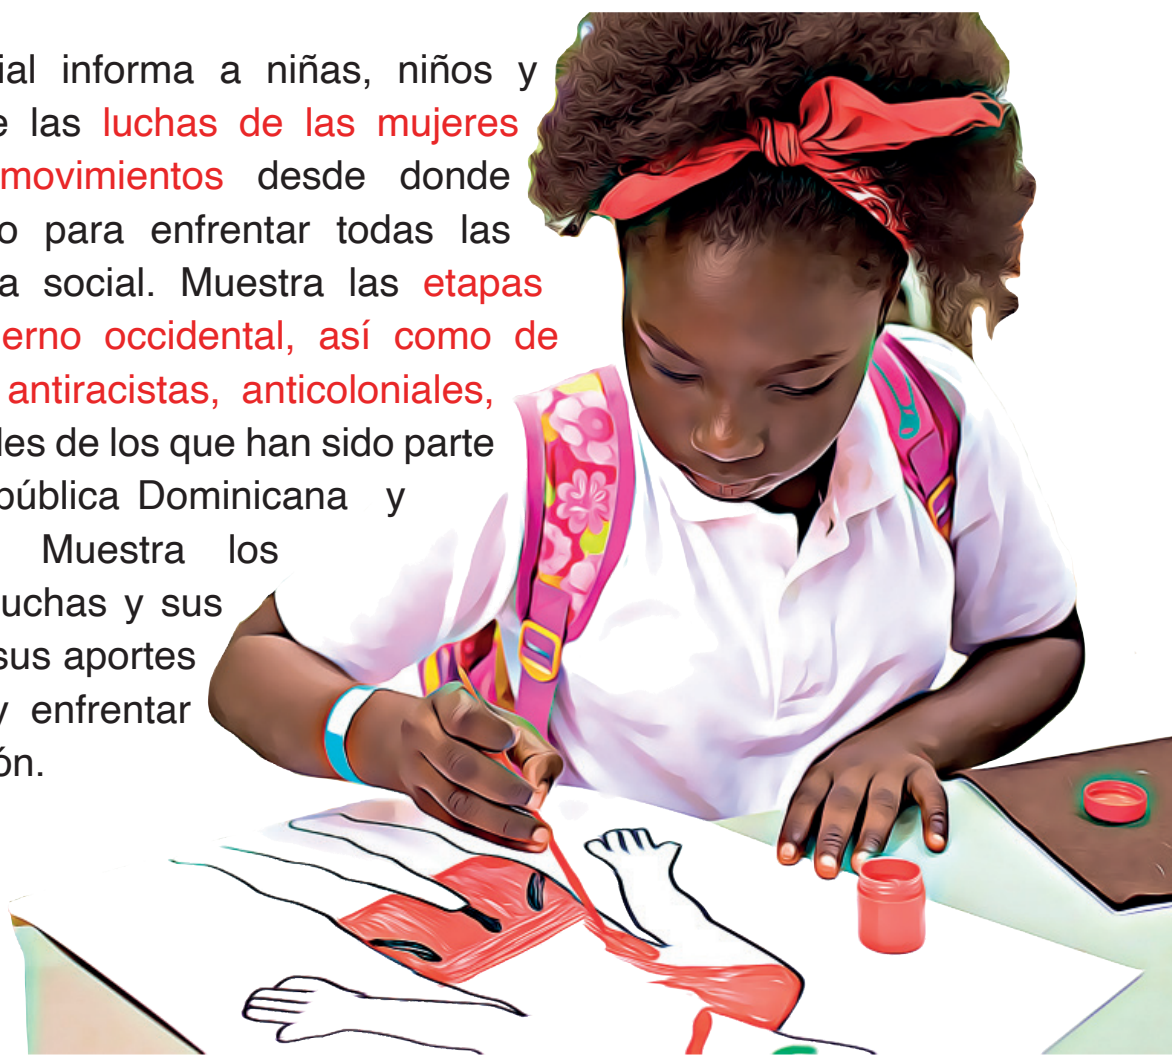 ial informa a niñas, niños y
e las luchas de las mujeres
movimientos desde donde
o para enfrentar todas las
a social. Muestra las etapas
erno occidental, así como de
antiracistas, anticoloniales,
les de los que han sido parte
pública Dominicana y
Muestra los
uchas y sus
sus aportes
y enfrentar
ón.